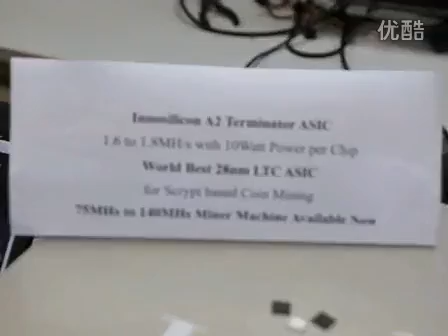 优酷
Innosilicon A2 Terminator ASIC
1.6 to 1.8MH/s with 10Watt Power per Chip
World Best 28nm LTC ASIC
for Scrypt based Coin Mining
75MHs to 140MHs Miner Machine Available Now